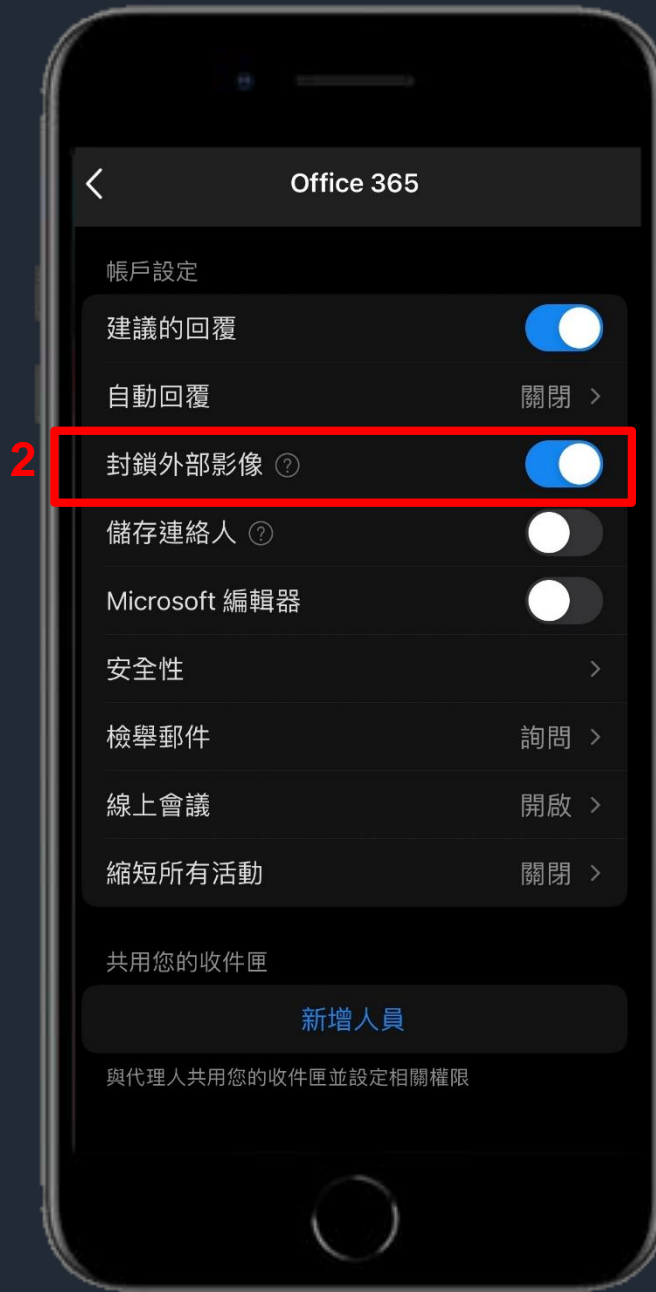 Office 365
帳戶設定
建議的回覆
自動回覆 關閉
2 封鎖外部影像 ?
儲存連絡人 ?
Microsoft 編輯器
安全性
檢舉郵件 詢問
線上會議 開啟
縮短所有活動 關閉
共用您的收件匣
新增人員
與代理人共用您的收件匣並設定相關權限